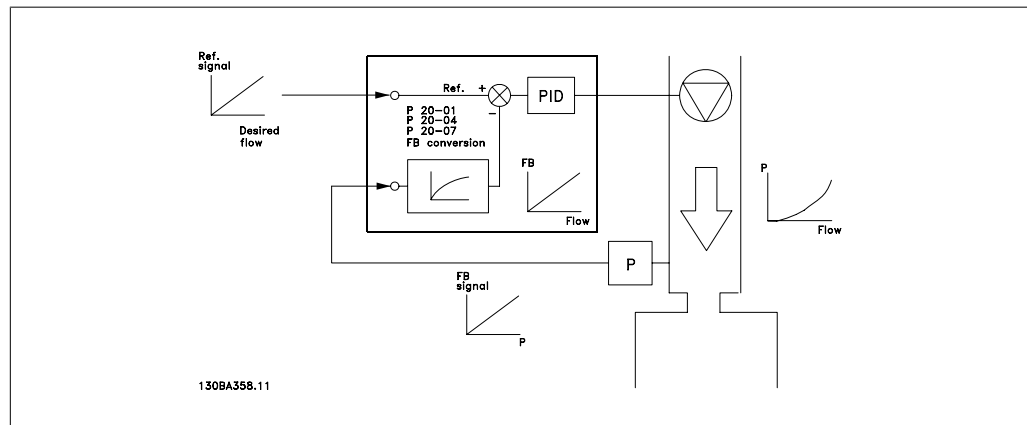 Ref.
signal
Desired
flow
Ref.
+
-
P 20-01
P 20-04
P 20-07
FB conversion
PID
FB
Flow
P
Flow
P
FB
signal
P
130BA358.11